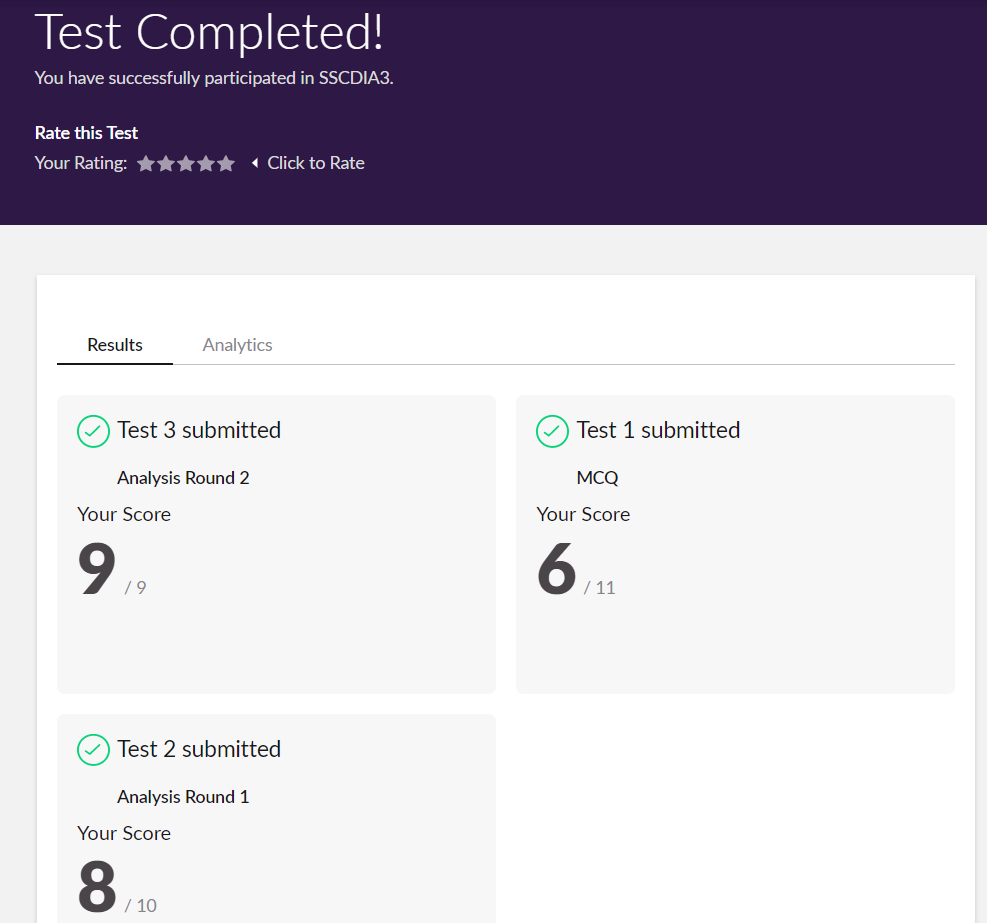 Test Completed!
You have successfully participated in SSCDIA3.
Rate this Test
Your Rating: Click to Rate
Results Analytics
Test 3 submitted
Analysis Round 2
Your Score
9 / 9
Test 1 submitted
MCQ
Your Score
6 / 11
Test 2 submitted
Analysis Round 1
Your Score
8 / 10